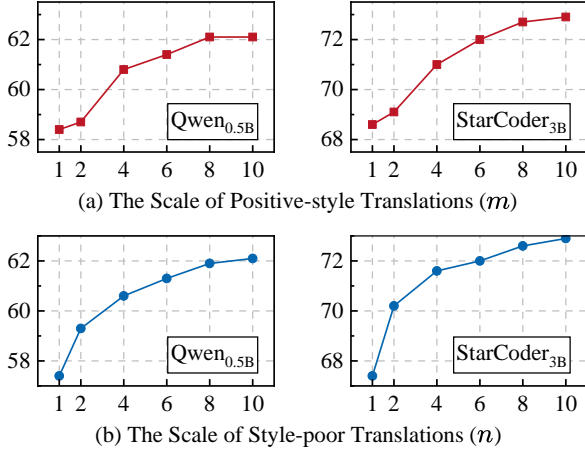 62
60
58
Qwen0.5B
1 2 4 6 8 10
72
70
68
StarCoder3B
1 2 4 6 8 10
(a) The Scale of Positive-style Translations (m)
62
60
58
Qwen0.5B
1 2 4 6 8 10
72
70
68
StarCoder3B
1 2 4 6 8 10
(b) The Scale of Style-poor Translations (n)